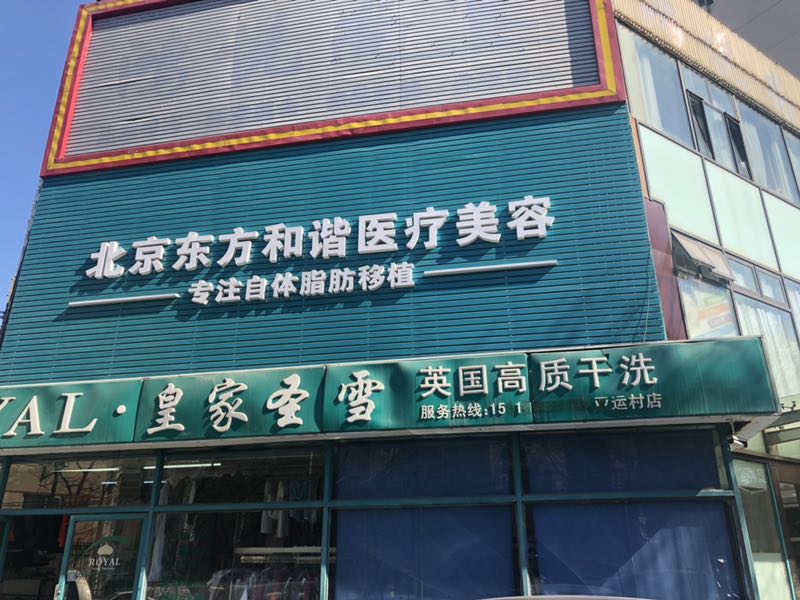 北京东方和谐医疗美容
专注自体脂肪移植
YAL·皇家圣雪
英国高质干洗
服务热线:15 1 运村店
ROYAL